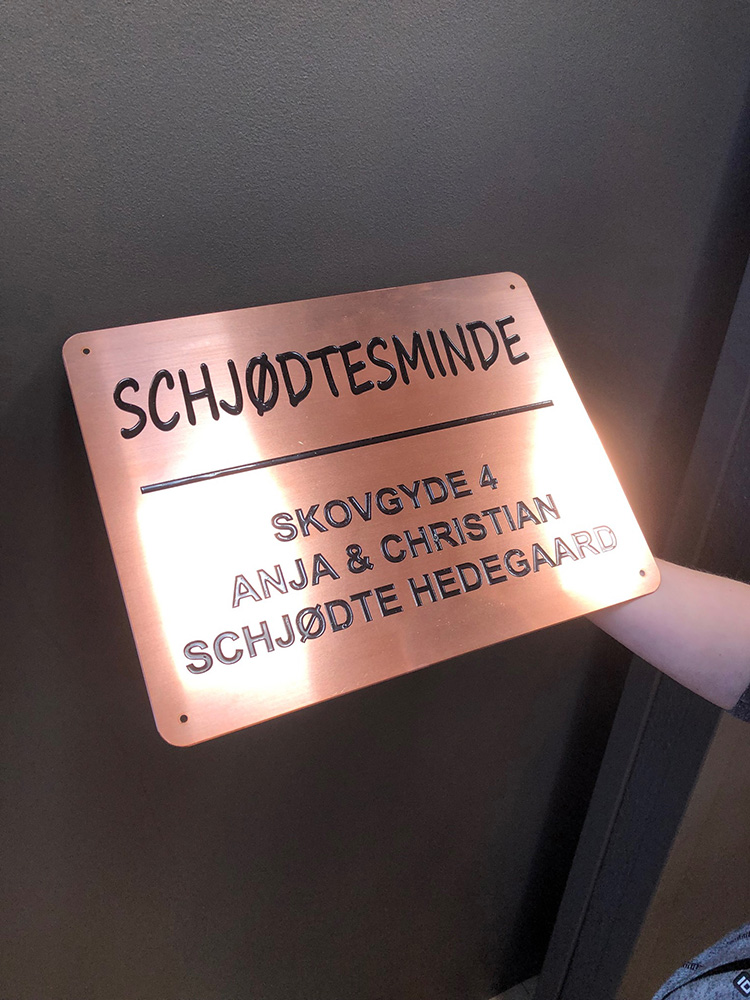 SCHJØDTESMINDE
SKOVGYDE 4
ANJA & CHRISTIAN
SCHJØDTE HEDEGAARD